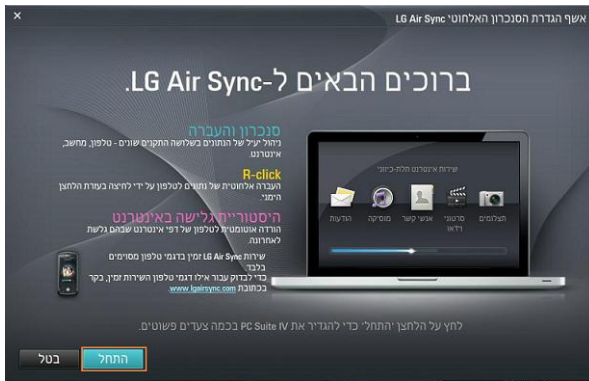 אשף הגדרת הסנכרון האלחוטי LG Air Sync
ברוכים הבאים ל-LG Air Sync.
סנכרון והעברה
ניהול יעיל של הנתונים בשלושה התקנים שונים - טלפון, מחשב,
אינטרנט
R-click
העברה אלחוטית של נתונים לטלפון על ידי לחיצה בעזרת הלחצן
הימני.
היסטוריית גלישה באינטרנט
הורדה אוטומטית לטלפון של דפי אינטרנט שבהם גלשת
לאחרונה.
שירות LG Air Sync זמין בדגמי טלפון מסוימים
בלבד.
כדי לבדוק עבור אילו דגמי טלפון השירות זמין, בקר
בכתובת www.lgairsync.com
שירות אינטרנט תלת-כיווני
תצלומים
סרטוני
וידאו
אנשי קשר
מוסיקה
הודעות
לחץ על הלחצן 'התחל' כדי להגדיר את PC Suite IV בכמה צעדים פשוטים.
התחל
בטל